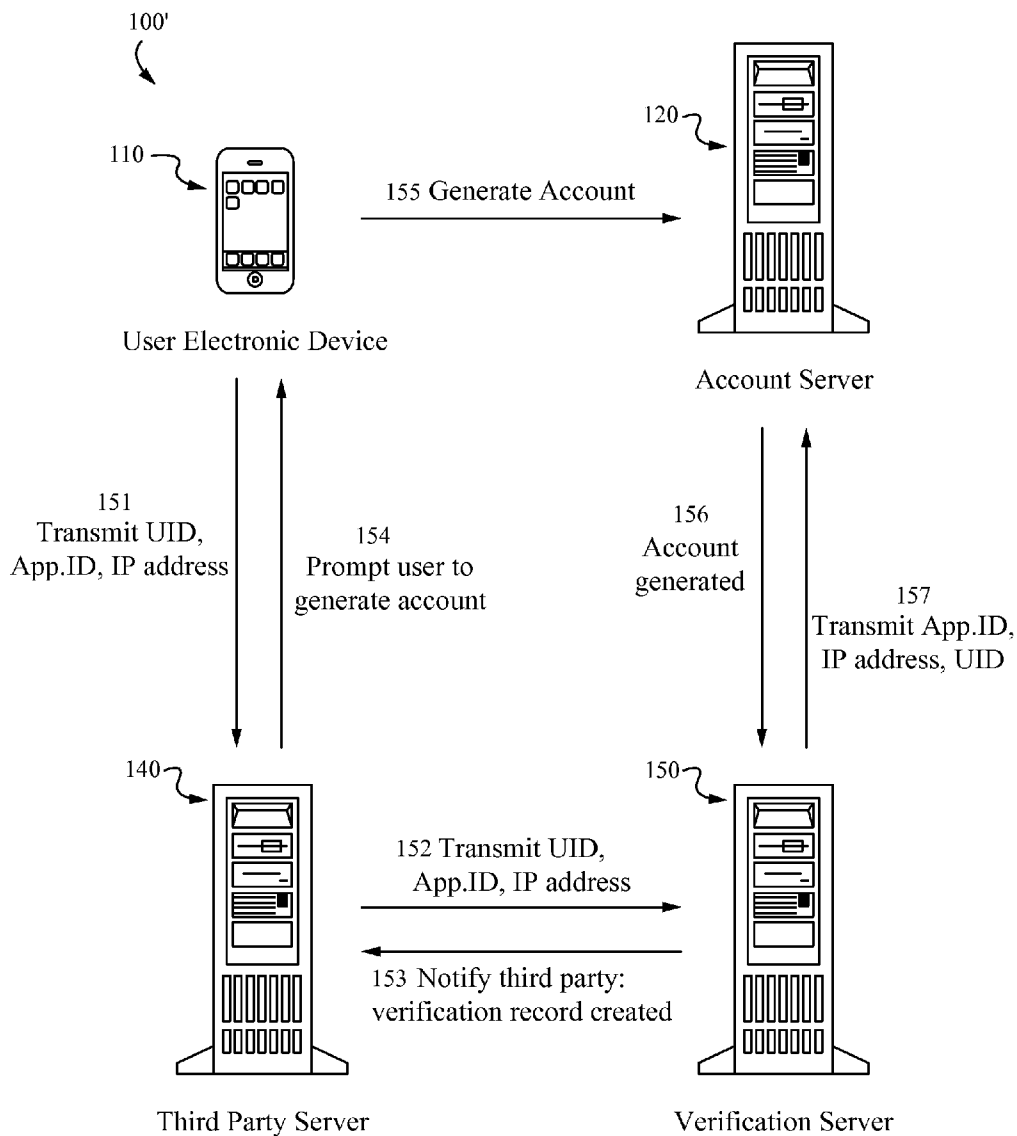 100'
110
120
155 Generate Account
User Electronic Device
Account Server
151
Transmit UID,
App.ID, IP address
154
Prompt user to
generate account
156
Account
generated
157
Transmit App.ID,
IP address, UID
140
150
152 Transmit UID,
App.ID, IP address
153 Notify third party:
verification record created
Third Party Server
Verification Server